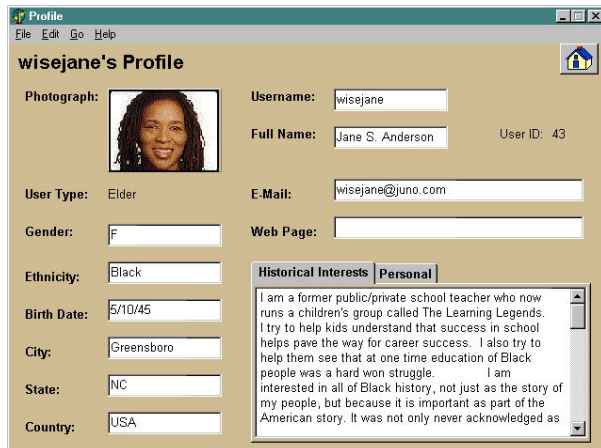 Profile
File Edit Go Help
wisejane's Profile
Photograph:
Username: wisejane
Full Name: Jane S. Anderson User ID: 43
User Type: Elder
E-Mail: wisejane@juno.com
Gender: F
Web Page:
Ethnicity: Black
Birth Date: 5/10/45
City: Greensboro
State: NC
Country: USA
Historical Interests Personal
I am a former public/private school teacher who now
runs a children's group called The Learning Legends.
I try to help kids understand that success in school
helps pave the way for career success. I also try to
help them see that at one time education of Black
people was a hard won struggle. I am
interested in all of Black history, not just as the story of
my people, but because it is important as part of the
American story. It was not only never acknowledged as